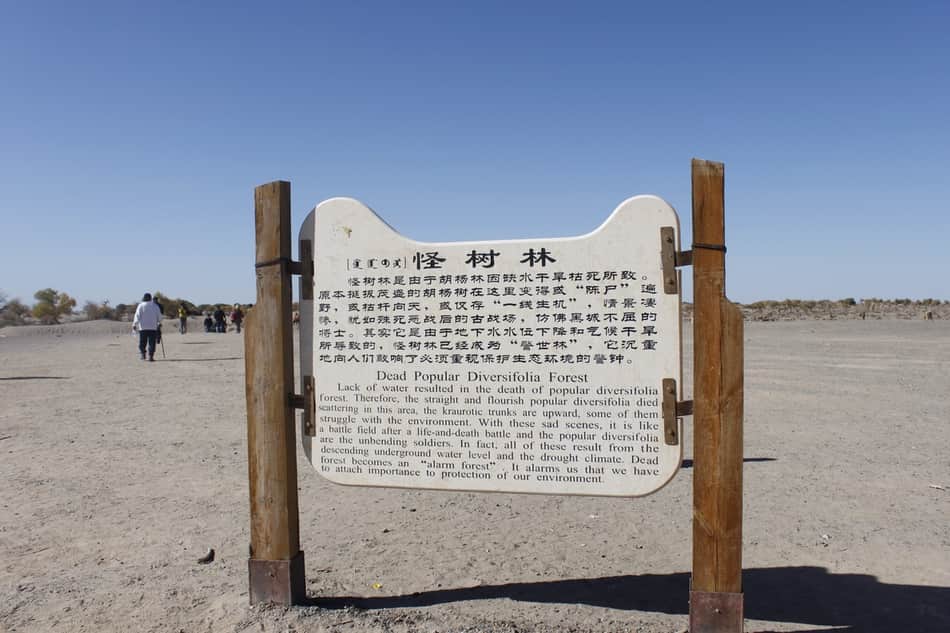 怪树林
怪树林是由于胡杨林因缺水干旱枯死所致。
原本挺拔茂盛的胡杨树在这里变得或“陈尸”遍
野，或枯杆向天，或仅存“一线生机”，情景凄
惨，犹如殊死恶战后的古战场，仿佛黑城不屈的
将士。其实它是由于地下水水位下降和气候干旱
所导致的，怪树林已经成为“警世林”，它沉重
地向人们敲响了必须重视保护生态环境的警钟。
Dead Popular Diversifolia Forest
Lack of water resulted in the death of popular diversifolia
forest. Therefore, the straight and flourish popular diversifolia died
scattering in this area, the kraurotic trunks are upward, some of them
struggle with the environment. With these sad scenes, it is like
a battle field after a life-and-death battle and the popular diversifolia
are the unbending soldiers. In fact, all of these result from the
descending underground water level and the drought climate. Dead
forest becomes an "alarm forest". It alarms us that we have
to attach importance to protection of our environment.